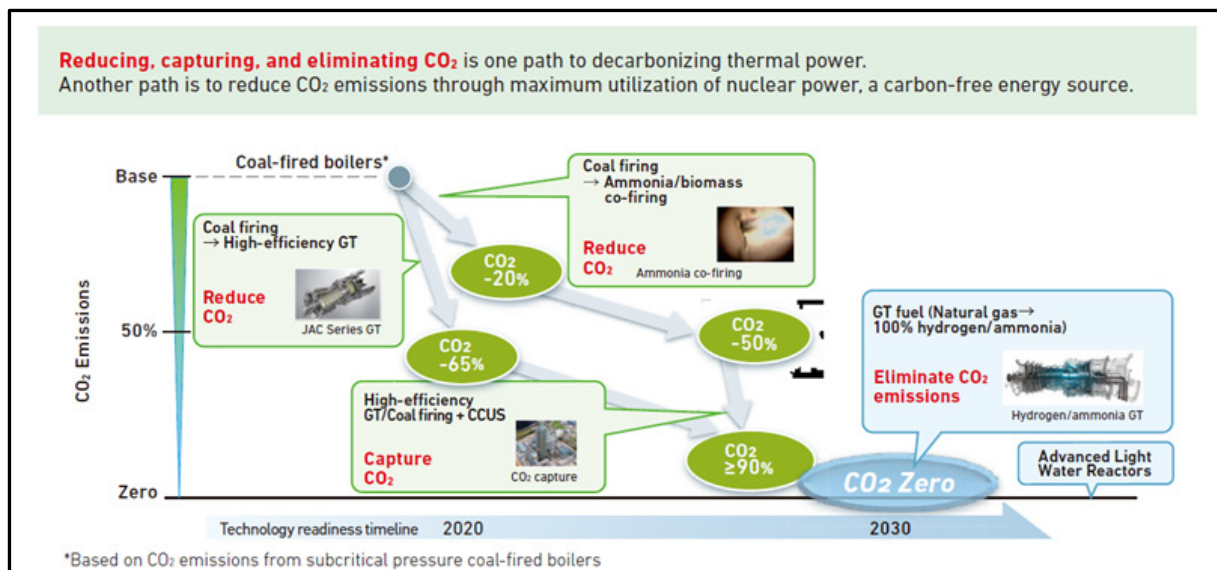 Reducing, capturing, and eliminating CO₂ is one path to decarbonizing thermal power.
Another path is to reduce CO₂ emissions through maximum utilization of nuclear power, a carbon-free energy source.
Coal-fired boilers*
Base
Coal firing
→ Ammonia/biomass
co-firing
Reduce
CO₂
Ammonia co-firing
Coal firing
→ High-efficiency GT
Reduce
CO₂
JAC Series GT
CO₂
-20%
CO₂ Emissions
50%
CO₂
-65%
CO₂
-50%
GT fuel (Natural gas→
100% hydrogen/ammonia)
Eliminate CO₂
emissions
Hydrogen/ammonia GT
High-efficiency
GT/Coal firing + CCUS
Capture
CO₂
CO₂ capture
CO₂
≥90%
CO₂ Zero
Advanced Light
Water Reactors
Zero
Technology readiness timeline 2020 2030
*Based on CO₂ emissions from subcritical pressure coal-fired boilers